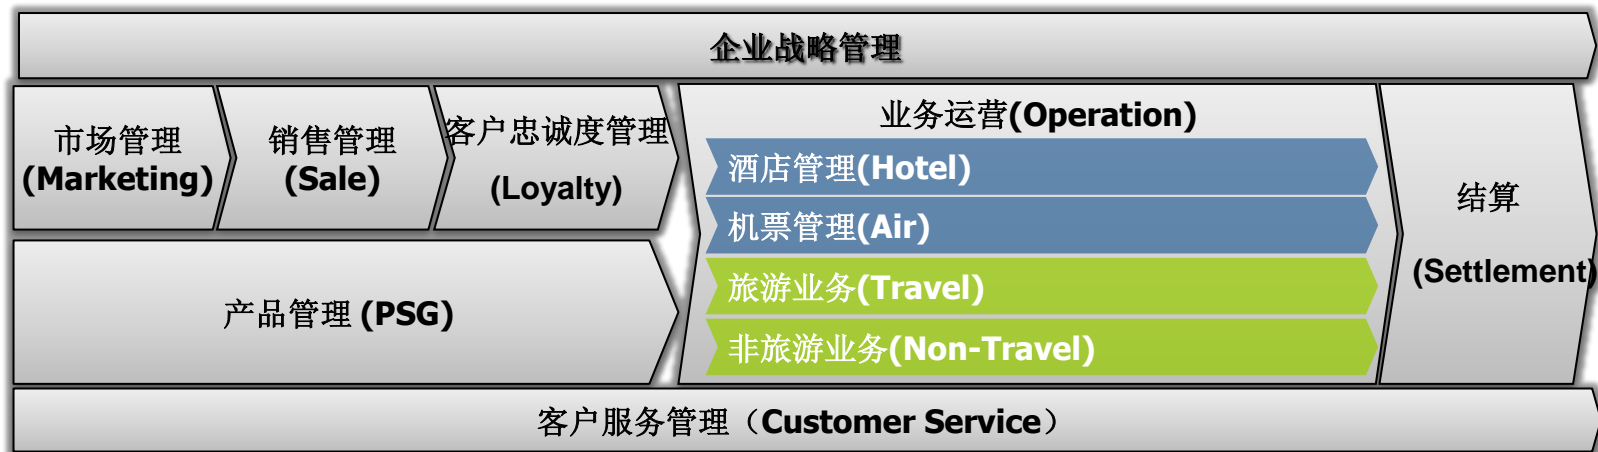 企业战略管理
市场管理
(Marketing)
销售管理
(Sale)
客户忠诚度管理
(Loyalty)
产品管理 (PSG)
业务运营(Operation)
酒店管理(Hotel)
机票管理(Air)
旅游业务(Travel)
非旅游业务(Non-Travel)
结算
(Settlement)
客户服务管理（Customer Service）